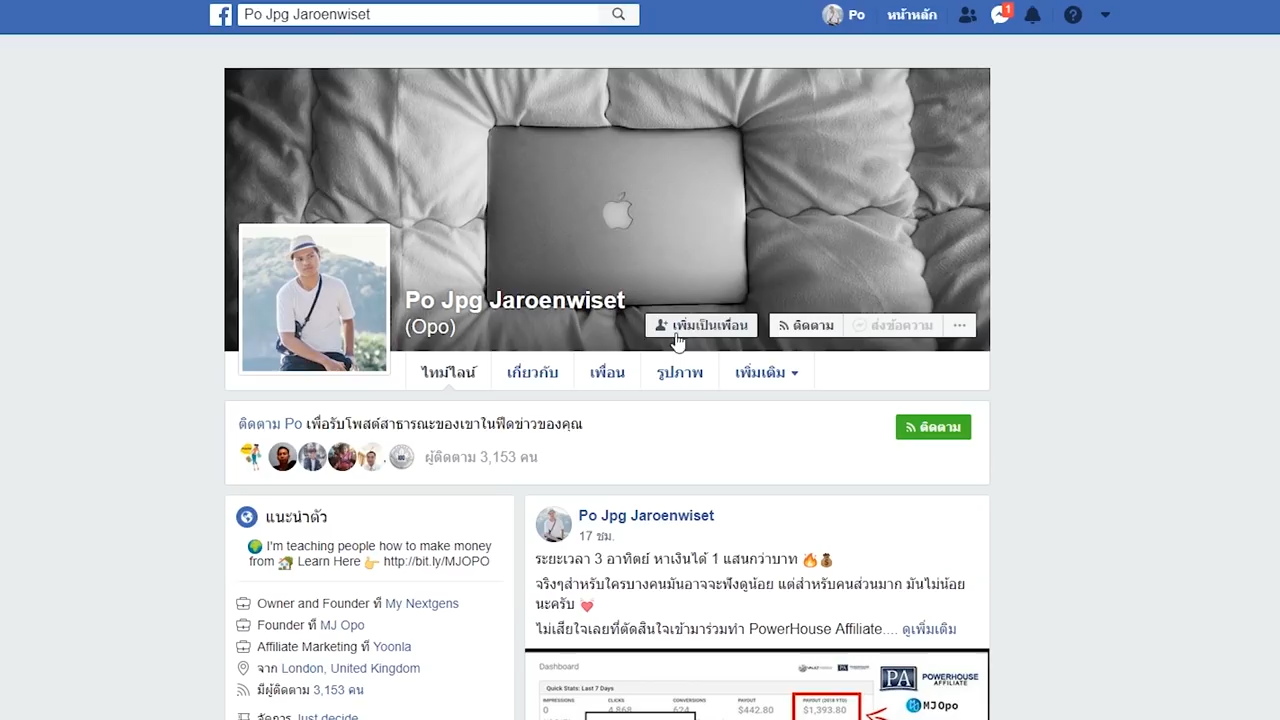 Po Jpg Jaroenwiset
Po
หน้าหลัก
1
Po Jpg Jaroenwiset
(Opo)
เพิ่มเป็นเพื่อน
ติดตาม
ส่งข้อความ
ไทม์ไลน์
เกี่ยวกับ
เพื่อน
รูปภาพ
เพิ่มเติม
ติดตาม Po เพื่อรับโพสต์สาธารณะของเขาในฟีดข่าวของคุณ
ติดตาม
ผู้ติดตาม 3,153 คน
แนะนำตัว
I'm teaching people how to make money
from Learn Here http://bit.ly/MJOPO
Owner and Founder ที่ My Nextgens
Founder ที่ MJ Opo
Affiliate Marketing ที่ Yoonla
จาก London, United Kingdom
มีผู้ติดตาม 3,153 คน
จัดการ Just decide
Po Jpg Jaroenwiset
17 ชม.
ระยะเวลา 3 อาทิตย์ หาเงินได้ 1 แสนกว่าบาท
จริงๆสำหรับใครบางคนมันอาจจะฟังดูน้อย แต่สำหรับคนส่วนมาก มันไม่น้อย
นะครับ
ไม่เสียใจเลยที่ตัดสินใจเข้ามาร่วมทำ PowerHouse Affiliate.... ดูเพิ่มเติม
Dashboard
PA POWERHOUSE
AFFILIATE
Quick Stats: Last 7 Days
IMPRESSIONS CLICKS CONVERSIONS PAYOUT PAYOUT (2018 YTD)
0 4,868 624 $442.80 $1,393.80
MJ Opo